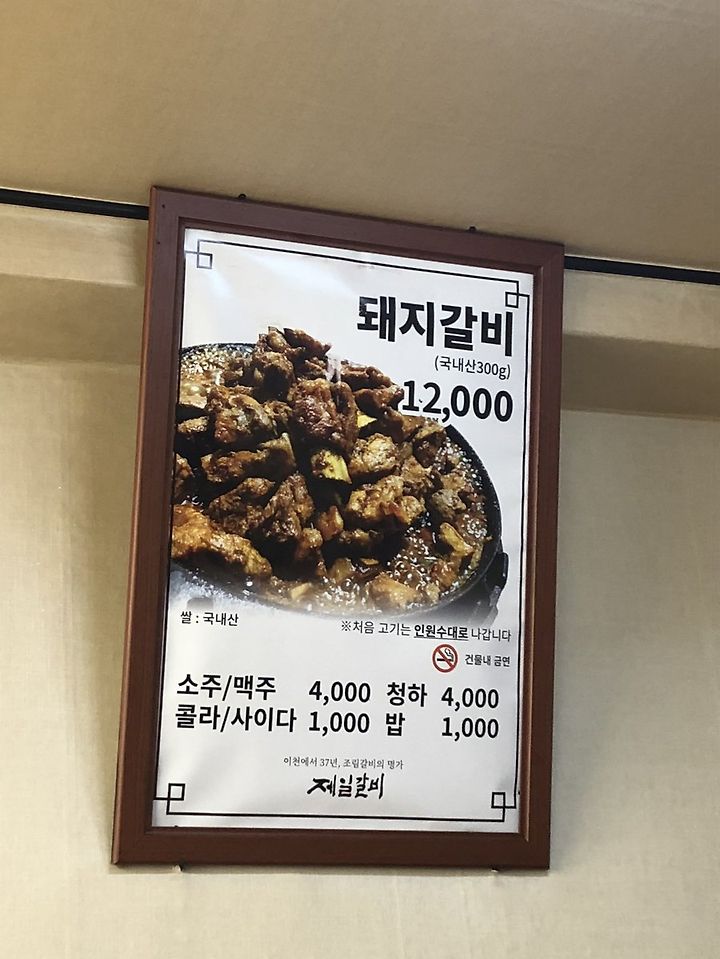 돼지갈비
(국내산300g)
12,000
쌀 : 국내산
※처음 고기는 인원수대로 나갑니다
건물내 금연
소주/맥주 4,000 청하 4,000
콜라/사이다 1,000 밥 1,000
이천에서 37년, 조림갈비의 명가
제일갈비